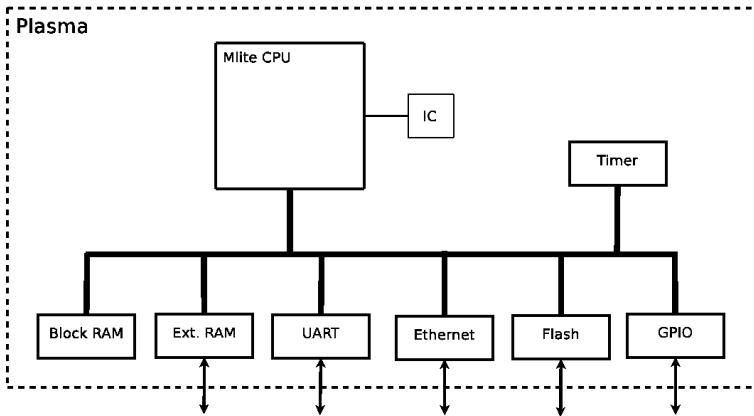 Plasma
Mlite CPU
IC
Timer
Block RAM
Ext. RAM
UART
Ethernet
Flash
GPIO